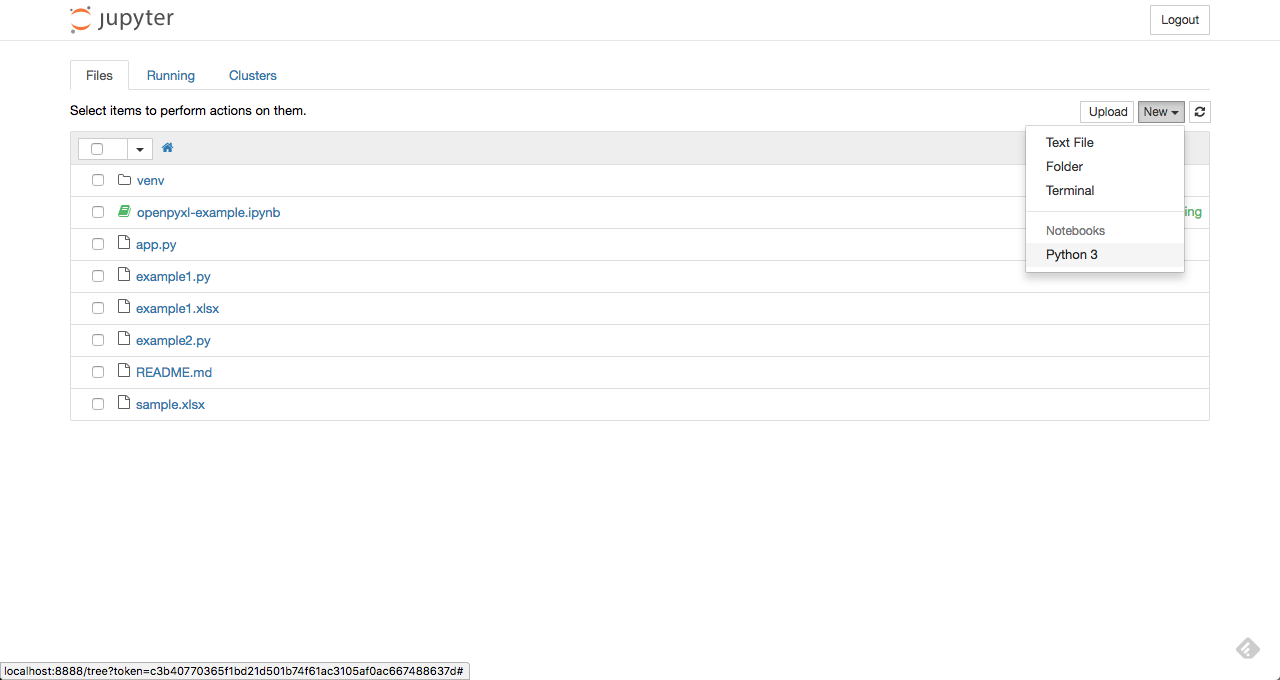 jupyter
Logout
Files Running Clusters
Select items to perform actions on them.
Upload New
Text File
Folder
Terminal
Notebooks
Python 3
venv
openpyxl-example.ipynb
ing
app.py
example1.py
example1.xlsx
example2.py
README.md
sample.xlsx
localhost:8888/tree?token=c3b40770365f1bd21d501b74f61ac3105af0ac667488637d#